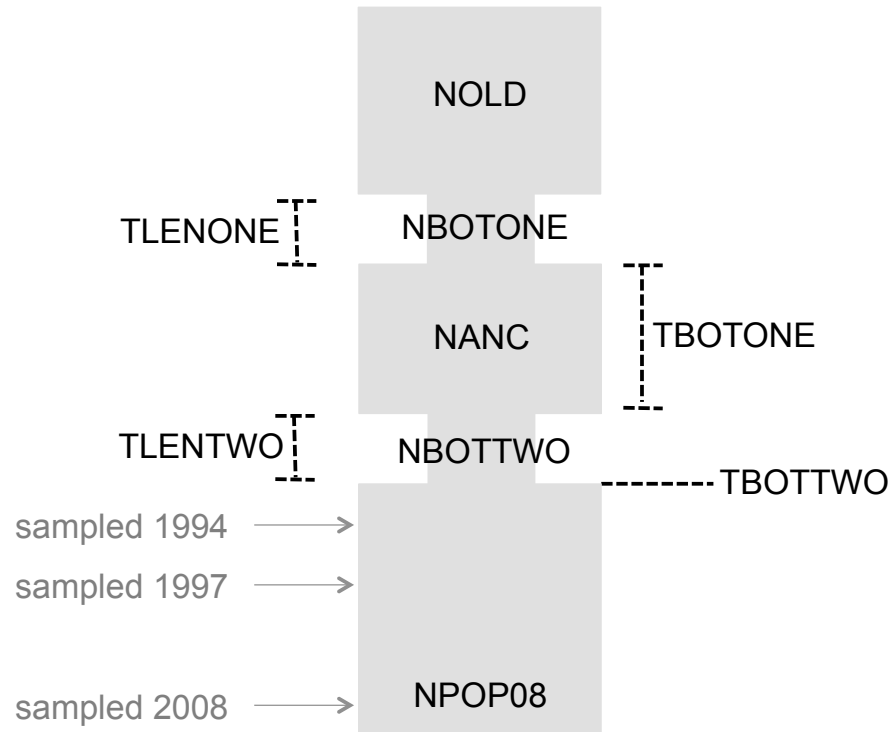 NOLD
TLENONE
NBOTONE
NANC
TBOTONE
TLENTWO
NBOTTWO
TBOTTWO
sampled 1994
sampled 1997
sampled 2008
NPOP08